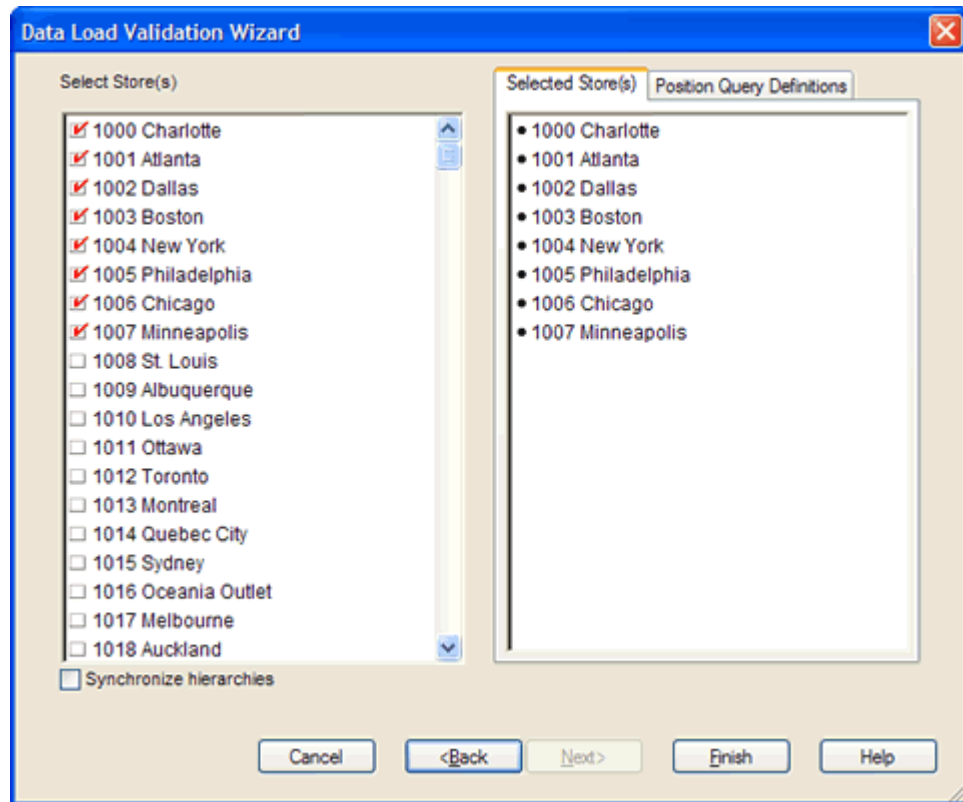 Data Load Validation Wizard
Select Store(s)
1000 Charlotte
1001 Atlanta
1002 Dallas
1003 Boston
1004 New York
1005 Philadelphia
1006 Chicago
1007 Minneapolis
1008 St. Louis
1009 Albuquerque
1010 Los Angeles
1011 Ottawa
1012 Toronto
1013 Montreal
1014 Quebec City
1015 Sydney
1016 Oceania Outlet
1017 Melbourne
1018 Auckland
Synchronize hierarchies
Selected Store(s) Position Query Definitions
• 1000 Charlotte
• 1001 Atlanta
• 1002 Dallas
• 1003 Boston
• 1004 New York
• 1005 Philadelphia
• 1006 Chicago
• 1007 Minneapolis
Cancel <Back Next> Finish Help